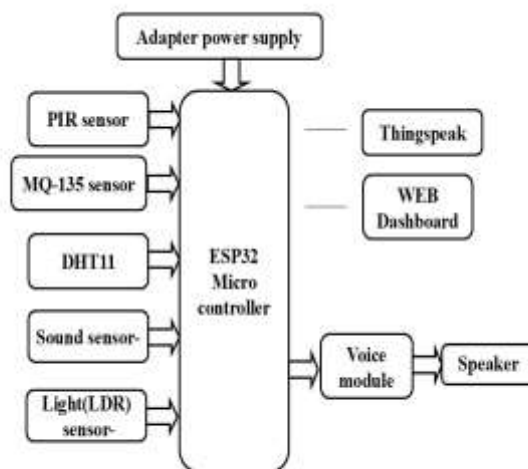 Adapter power supply
PIR sensor
MQ-135 sensor
DHT11
Sound sensor-
Light(LDR)
sensor-
ESP32
Micro
controller
Thingspeak
WEB
Dashboard
Voice
module
Speaker